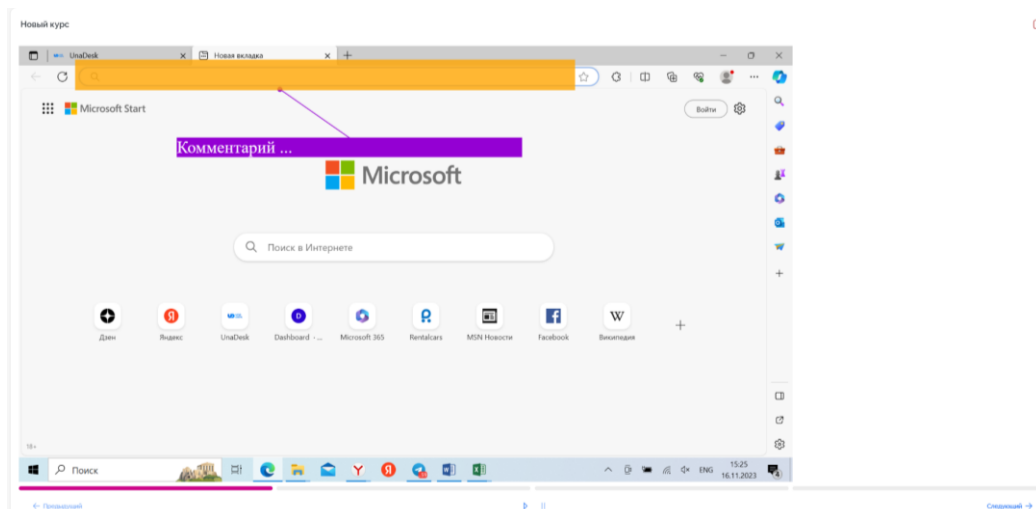 Новый курс
UnaDesk
Новая вкладка
Microsoft Start
Войти
Комментарий ...
Microsoft
Поиск в Интернете
Дзен
Яндекс
UnaDesk
Dashboard - ...
Microsoft 365
Rentalcars
MSN Новости
Facebook
Википедия
18+
Поиск
ENG
15:25
16.11.2023
← Предыдущий
Следующий →